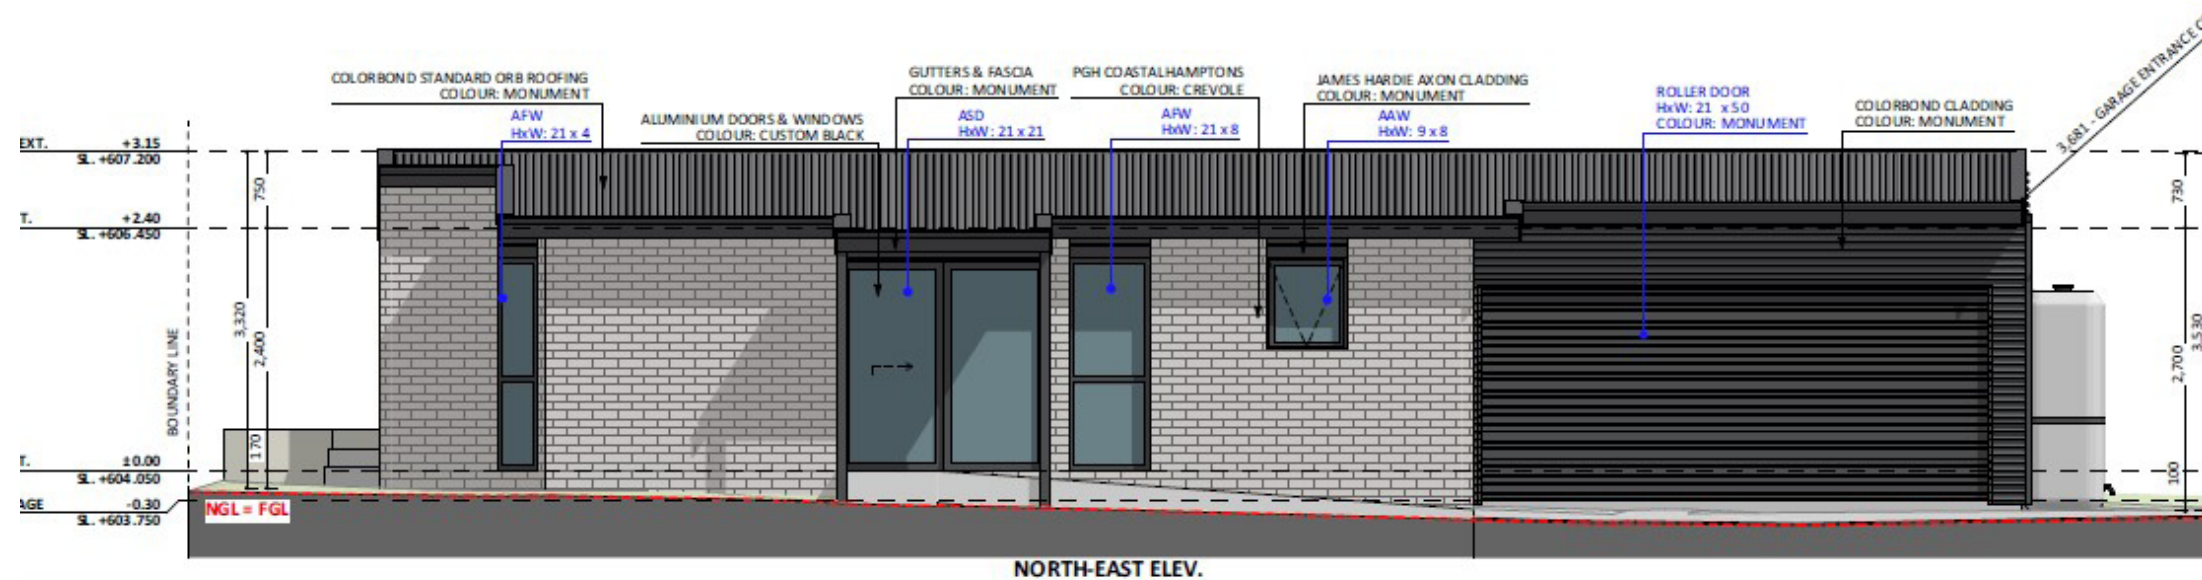 COLORBOND STANDARD ORB ROOFING
COLOUR: MONUMENT
AFW
HxW: 21 x 4
ALUMINIUM DOORS & WINDOWS
COLOUR: CUSTOM BLACK
GUTTERS & FASCIA
COLOUR: MONUMENT
ASD
HxW: 21 x 21
PGH COASTAL HAMPTONS
COLOUR: CREVOLE
AFW
HxW: 21 x 8
JAMES HARDIE AXON CLADDING
COLOUR: MONUMENT
AAW
HxW: 9 x 8
ROLLER DOOR
HxW: 21 x 50
COLOUR: MONUMENT
COLORBOND CLADDING
COLOUR: MONUMENT
3,681 - GARAGE ENTRANCE
EXT. +3.15
SL. +607.200
T. +2.40
SL. +606.450
T. ±0.00
SL. +604.050
AGE -0.30
SL. +603.750
BOUNDARY LINE
3,320
750
2,400
170
730
2,700
100
3,530
NGL = FGL
NORTH-EAST ELEV.